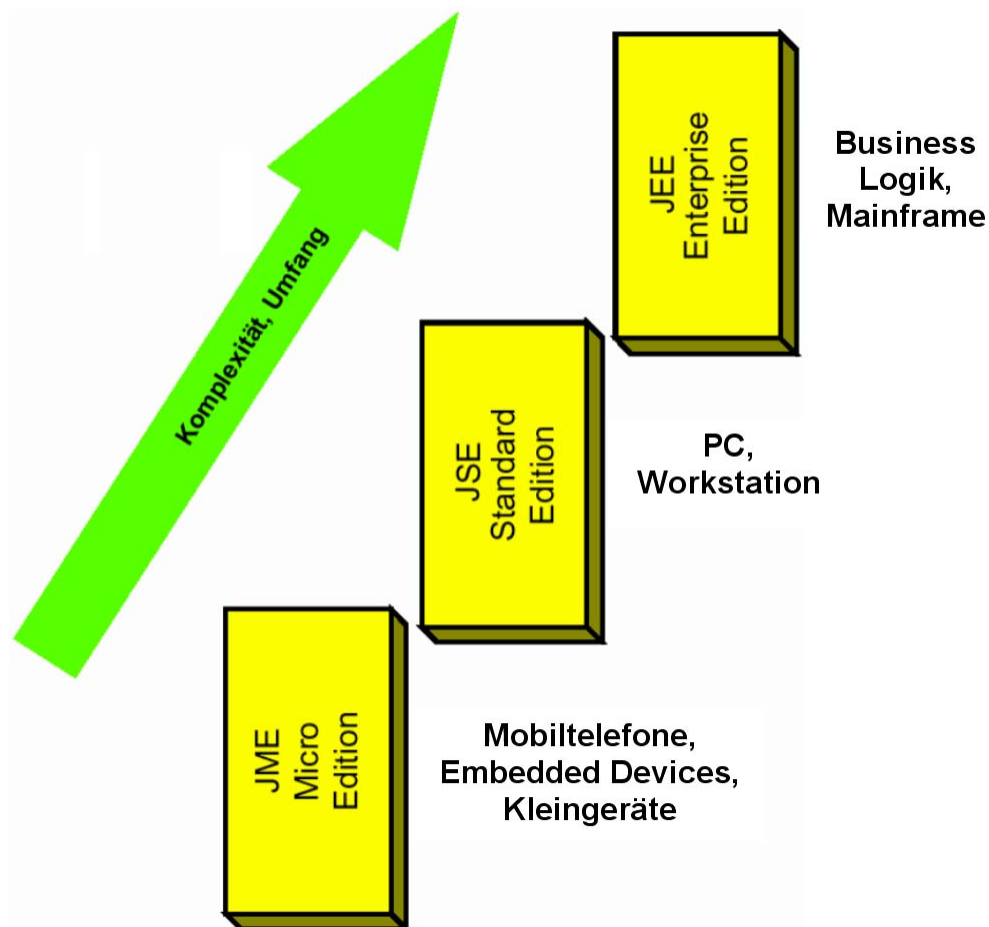 Komplexität, Umfang
JEE
Enterprise
Edition
Business
Logik,
Mainframe
JSE
Standard
Edition
PC,
Workstation
JME
Micro
Edition
Mobiltelefone,
Embedded Devices,
Kleingeräte